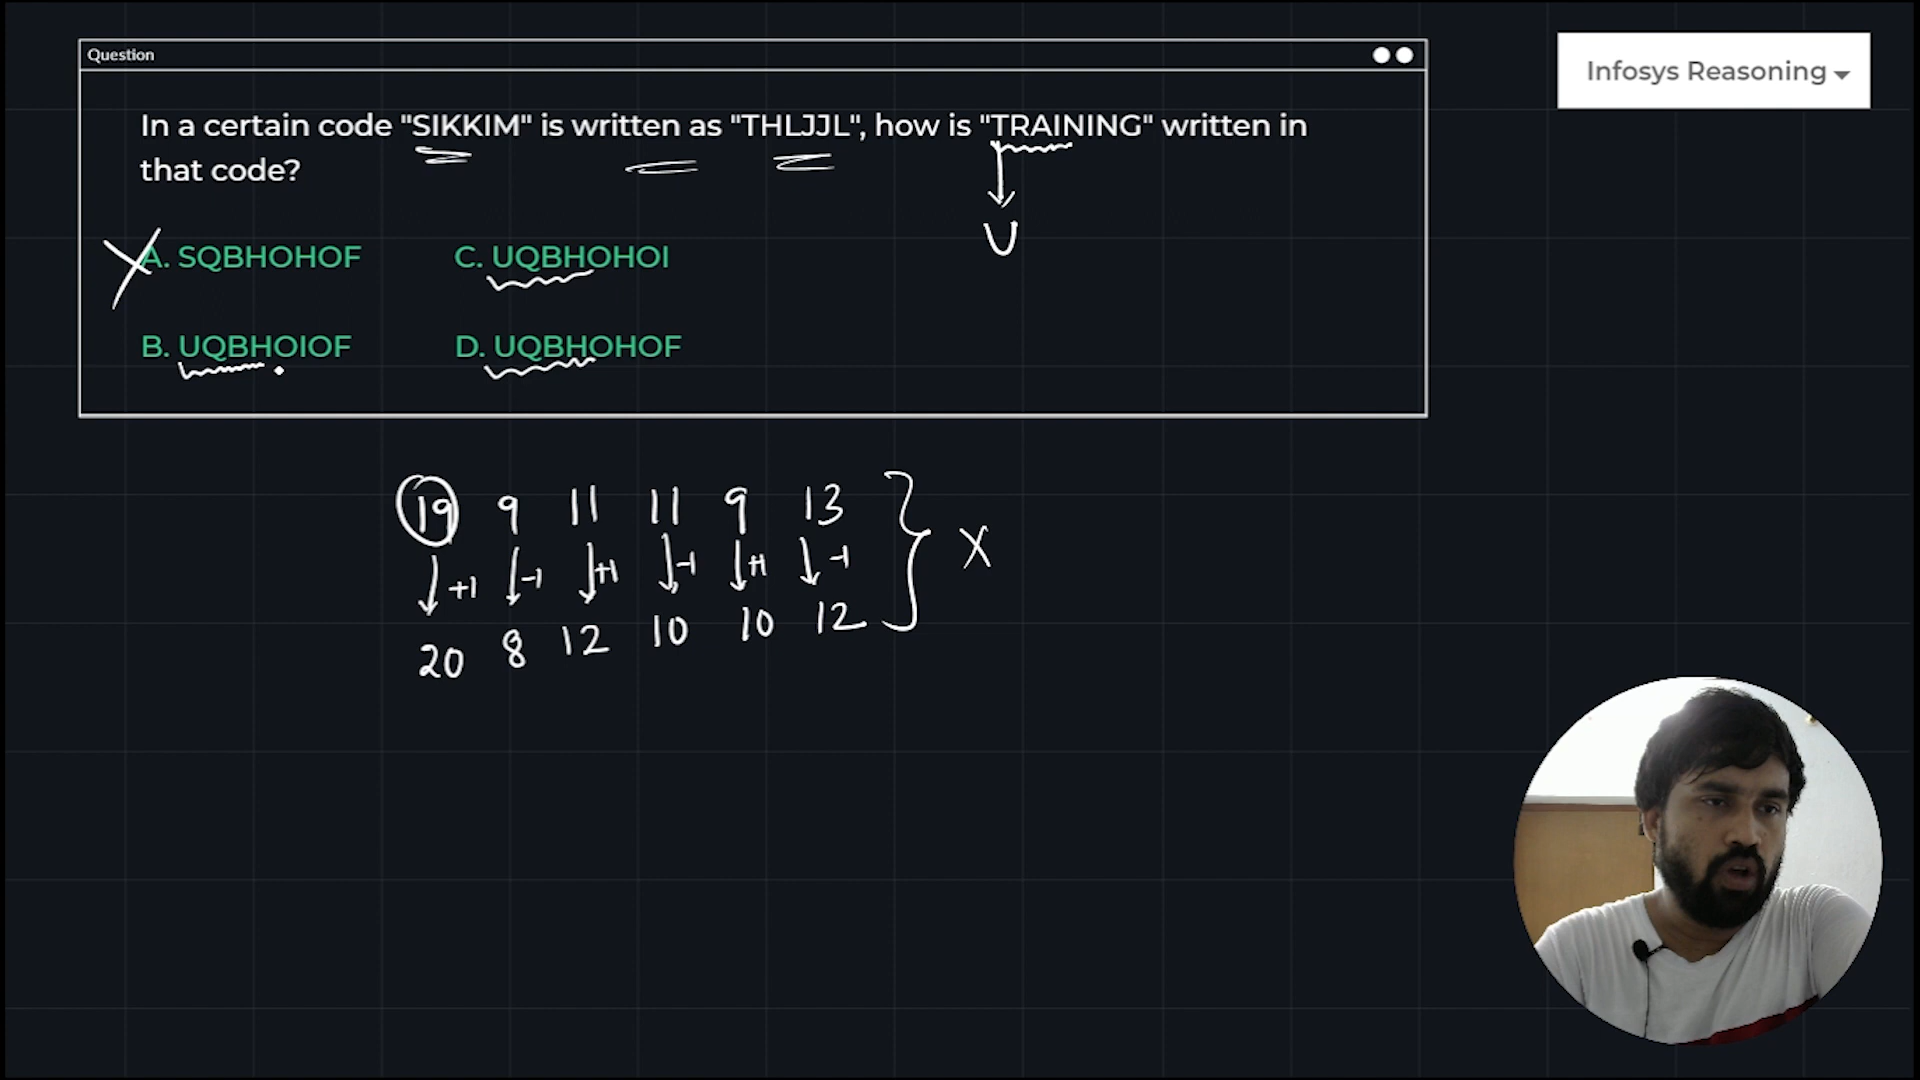 Question
Infosys Reasoning
In a certain code "SIKKIM" is written as "THLJJL", how is "TRAINING" written in
that code?
U
A. SQBHOHOF
C. UQBHOHOI
B. UQBHOIOF
D. UQBHOHOF
19 9 11 11 9 13
X
+1 -1 +1 -1 +1 -1
20 8 12 10 10 12